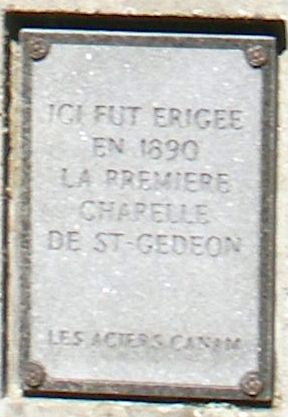 ICI FUT ERIGEE
EN 1890
LA PREMIERE
CHAPELLE
DE ST-GEDEON
LES ACIERS CANAM